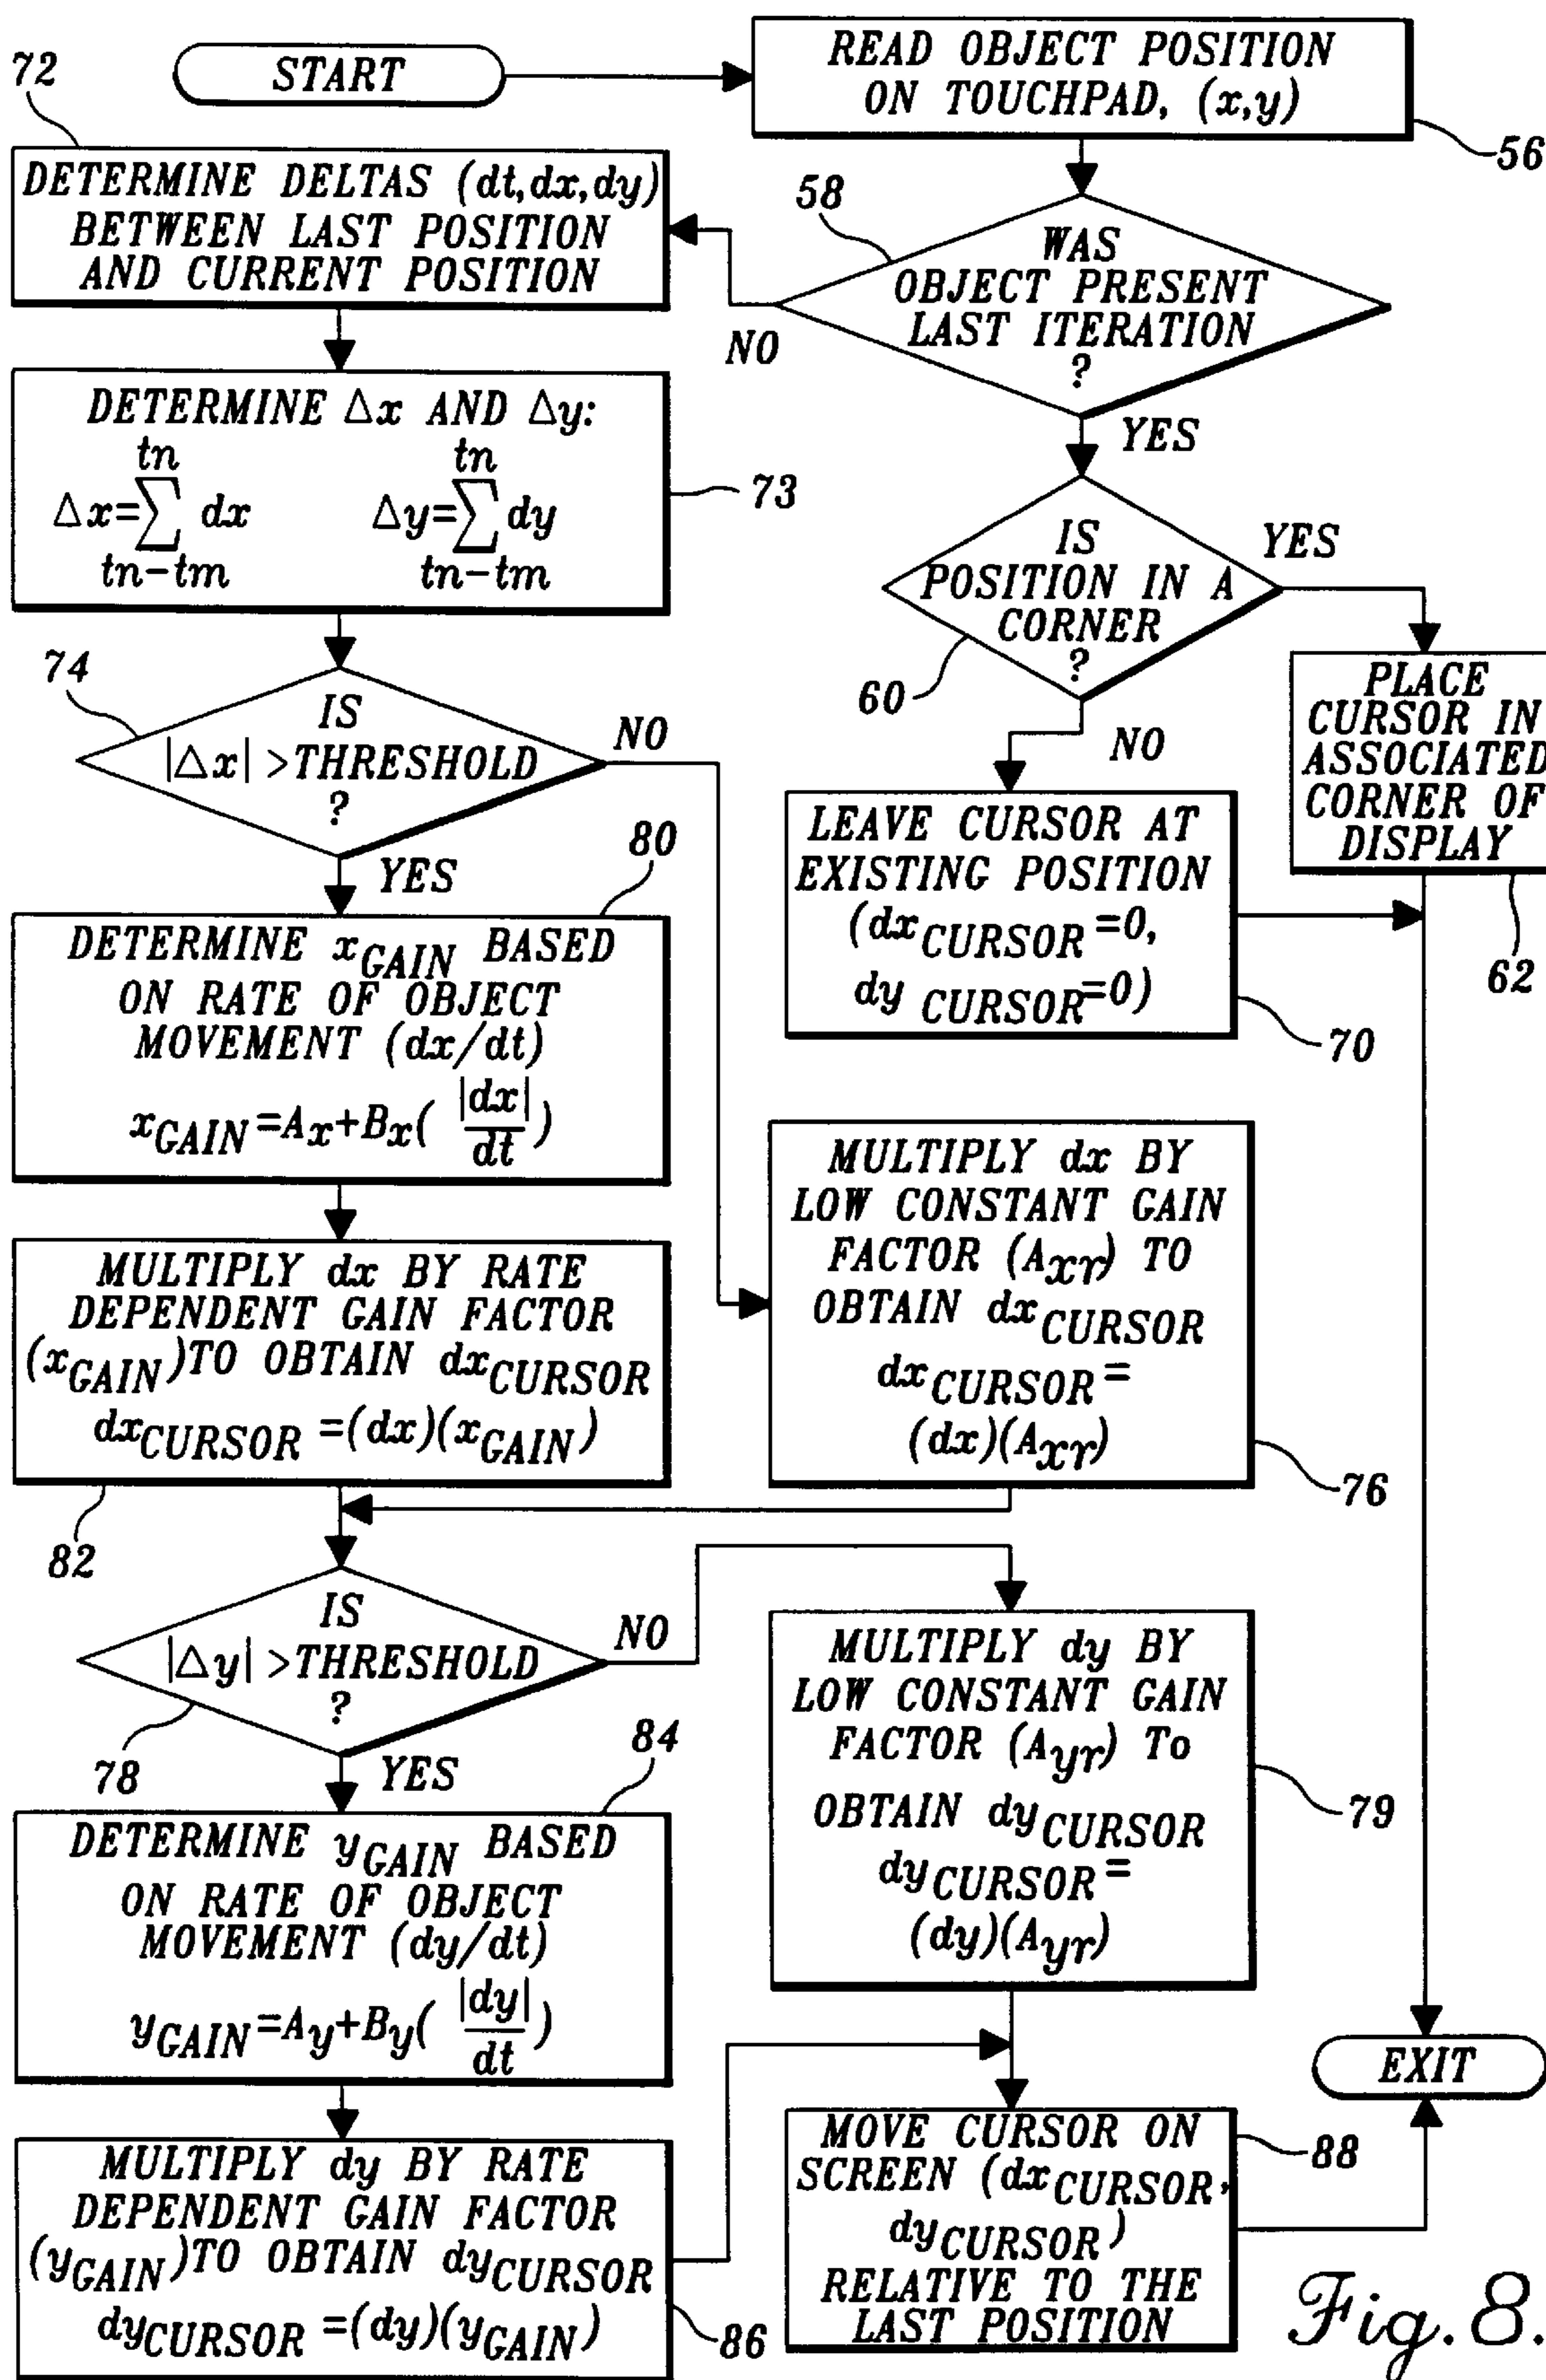 START
READ OBJECT POSITION
ON TOUCHPAD, (x,y)
56
58
WAS
OBJECT PRESENT
LAST ITERATION
?
NO
YES
72
DETERMINE DELTAS (dt,dx,dy)
BETWEEN LAST POSITION
AND CURRENT POSITION
DETERMINE Δx AND Δy:
tn tn
Δx=∑ dx Δy=∑ dy
tn-tm tn-tm
73
IS
POSITION IN A
CORNER
?
60
YES
NO
PLACE
CURSOR IN
ASSOCIATED
CORNER OF
DISPLAY
62
LEAVE CURSOR AT
EXISTING POSITION
(dxCURSOR=0,
dy CURSOR=0)
70
74
IS
|Δx| >THRESHOLD
?
NO
YES
80
DETERMINE xGAIN BASED
ON RATE OF OBJECT
MOVEMENT (dx/dt)
xGAIN=Ax+Bx( |dx|/dt )
MULTIPLY dx BY RATE
DEPENDENT GAIN FACTOR
(xGAIN)TO OBTAIN dxCURSOR
dxCURSOR =(dx)(xGAIN)
82
MULTIPLY dx BY
LOW CONSTANT GAIN
FACTOR (Axr) TO
OBTAIN dxCURSOR
dxCURSOR=
(dx)(Axr)
76
IS
|Δy| >THRESHOLD
?
78
NO
YES
84
DETERMINE yGAIN BASED
ON RATE OF OBJECT
MOVEMENT (dy/dt)
yGAIN=Ay+By( |dy|/dt )
MULTIPLY dy BY RATE
DEPENDENT GAIN FACTOR
(yGAIN)TO OBTAIN dyCURSOR
dyCURSOR =(dy)(yGAIN)
86
MULTIPLY dy BY
LOW CONSTANT GAIN
FACTOR (Ayr) To
OBTAIN dyCURSOR
dyCURSOR=
(dy)(Ayr)
79
MOVE CURSOR ON
SCREEN (dxCURSOR,
dyCURSOR)
RELATIVE TO THE
LAST POSITION
88
EXIT
Fig. 8.